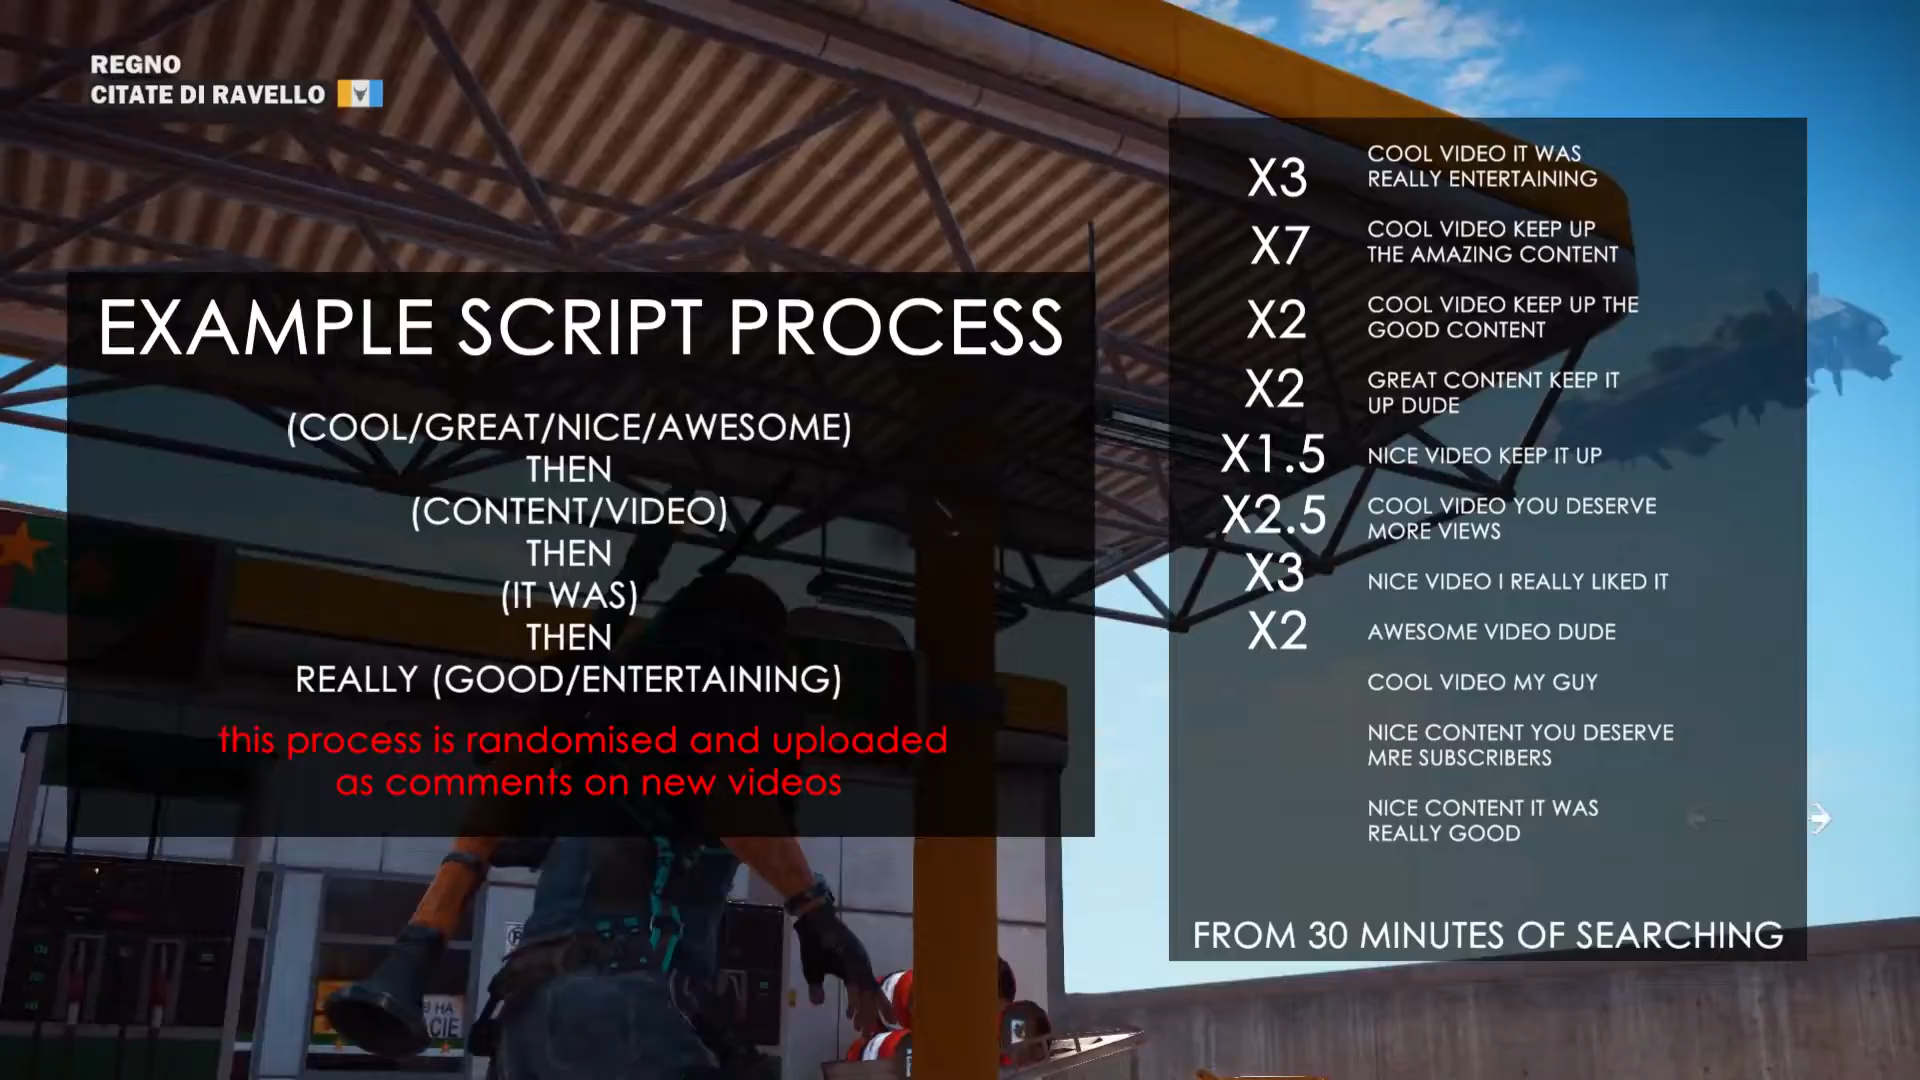 REGNO
CITATE DI RAVELLO
EXAMPLE SCRIPT PROCESS
(COOL/GREAT/NICE/AWESOME)
THEN
(CONTENT/VIDEO)
THEN
(IT WAS)
THEN
REALLY (GOOD/ENTERTAINING)
this process is randomised and uploaded
as comments on new videos
X3
COOL VIDEO IT WAS
REALLY ENTERTAINING
X7
COOL VIDEO KEEP UP
THE AMAZING CONTENT
X2
COOL VIDEO KEEP UP THE
GOOD CONTENT
X2
GREAT CONTENT KEEP IT
UP DUDE
X1.5
NICE VIDEO KEEP IT UP
X2.5
COOL VIDEO YOU DESERVE
MORE VIEWS
X3
NICE VIDEO I REALLY LIKED IT
X2
AWESOME VIDEO DUDE
COOL VIDEO MY GUY
NICE CONTENT YOU DESERVE
MRE SUBSCRIBERS
NICE CONTENT IT WAS
REALLY GOOD
FROM 30 MINUTES OF SEARCHING